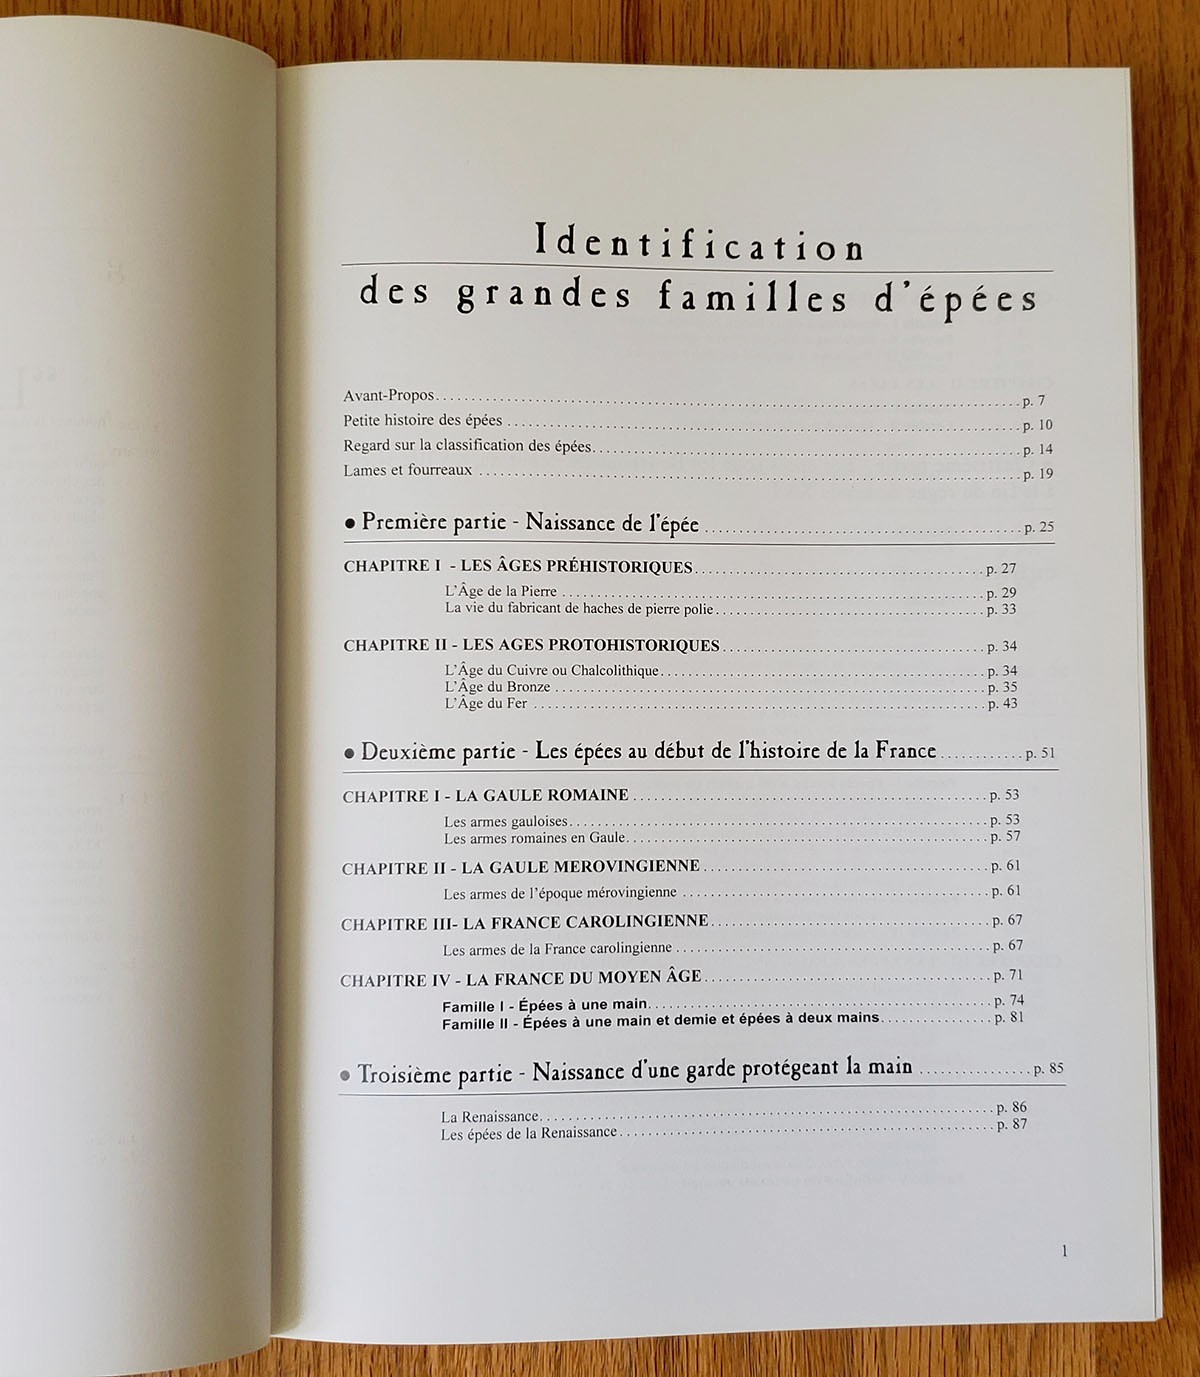 Identification
des grandes familles d'épées
Avant-Propos p. 7
Petite histoire des épées p. 10
Regard sur la classification des épées p. 14
Lames et fourreaux p. 19
• Première partie - Naissance de l'épée p. 25
CHAPITRE I - LES ÂGES PRÉHISTORIQUES p. 27
L'Âge de la Pierre p. 29
La vie du fabricant de haches de pierre polie p. 33
CHAPITRE II - LES AGES PROTOHISTORIQUES p. 34
L'Âge du Cuivre ou Chalcolithique p. 34
L'Âge du Bronze p. 35
L'Âge du Fer p. 43
• Deuxième partie - Les épées au début de l'histoire de la France p. 51
CHAPITRE I - LA GAULE ROMAINE p. 53
Les armes gauloises p. 53
Les armes romaines en Gaule p. 57
CHAPITRE II - LA GAULE MEROVINGIENNE p. 61
Les armes de l'époque mérovingienne p. 61
CHAPITRE III- LA FRANCE CAROLINGIENNE p. 67
Les armes de la France carolingienne p. 67
CHAPITRE IV - LA FRANCE DU MOYEN ÂGE p. 71
Famille I - Épées à une main p. 74
Famille II - Épées à une main et demie et épées à deux mains p. 81
• Troisième partie - Naissance d'une garde protégeant la main p. 85
La Renaissance p. 86
Les épées de la Renaissance p. 87
1